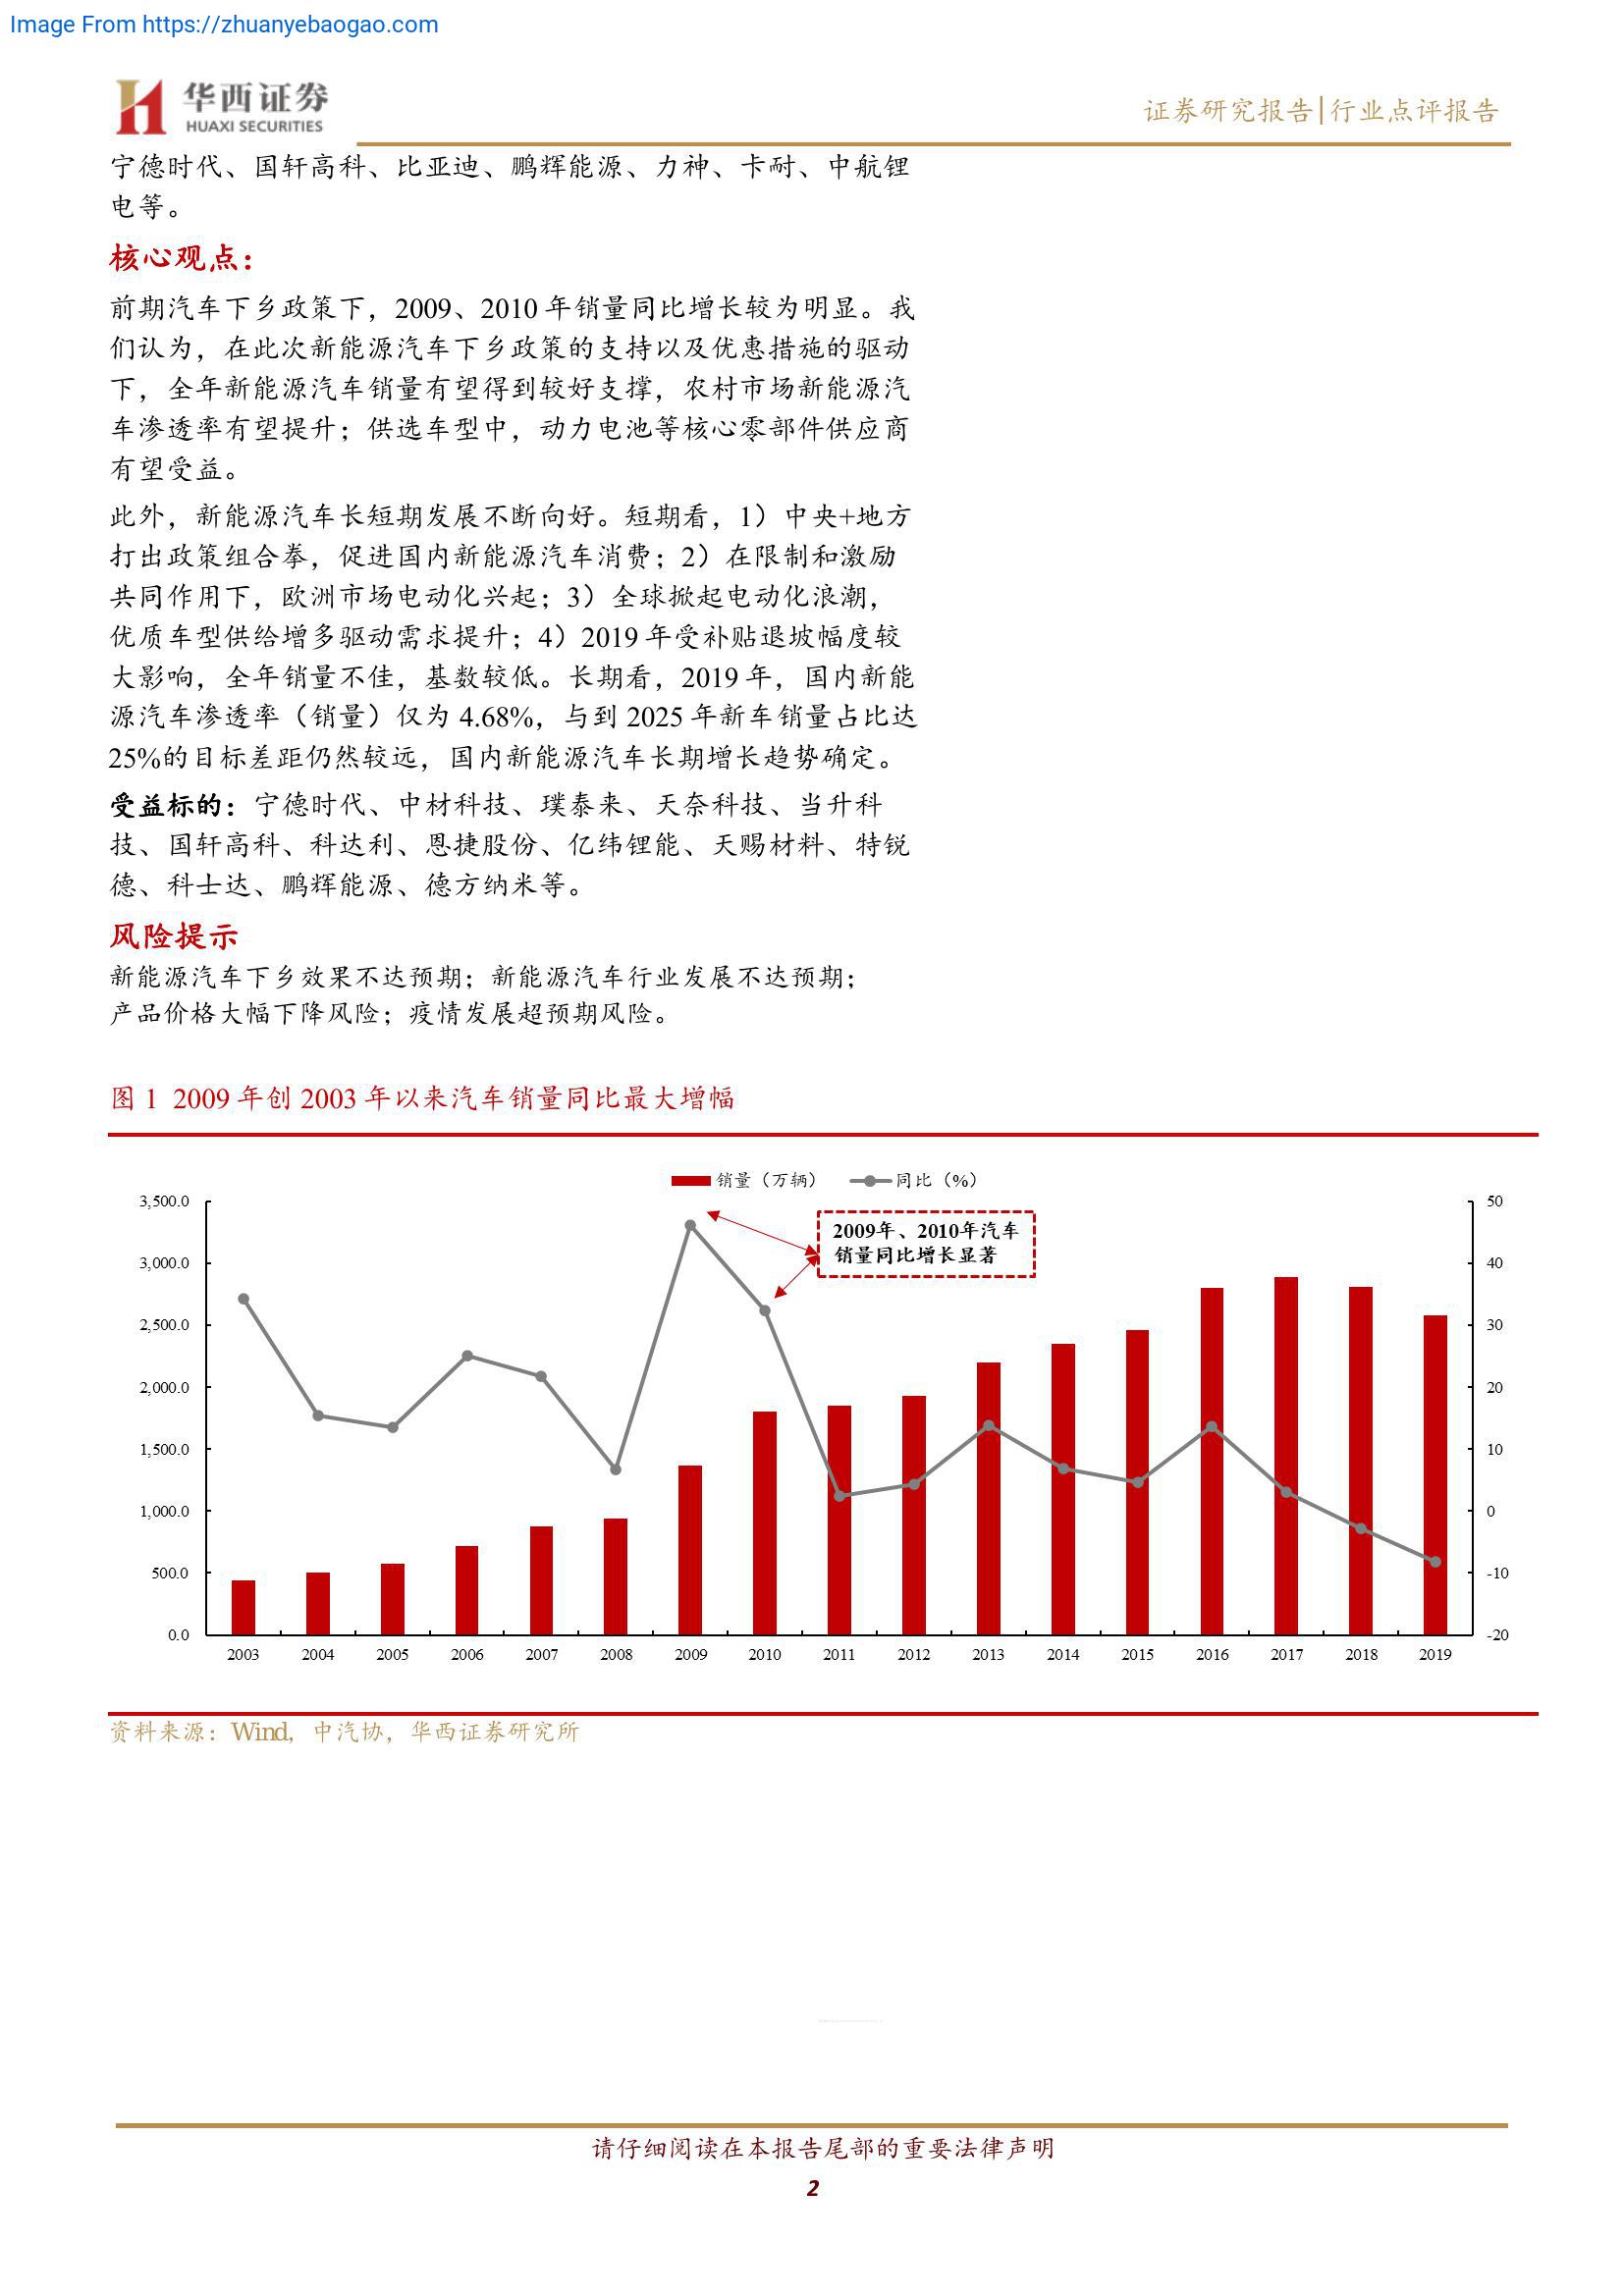 Image From https://zhuanyebaogao.com
华西证券
HUAXI SECURITIES
证券研究报告|行业点评报告
宁德时代、国轩高科、比亚迪、鹏辉能源、力神、卡耐、中航锂
电等。
核心观点：
前期汽车下乡政策下，2009、2010 年销量同比增长较为明显。我
们认为，在此次新能源汽车下乡政策的支持以及优惠措施的驱动
下，全年新能源汽车销量有望得到较好支撑，农村市场新能源汽
车渗透率有望提升；供选车型中，动力电池等核心零部件供应商
有望受益。
此外，新能源汽车长短期发展不断向好。短期看，1）中央+地方
打出政策组合拳，促进国内新能源汽车消费；2）在限制和激励
共同作用下，欧洲市场电动化兴起；3）全球掀起电动化浪潮，
优质车型供给增多驱动需求提升；4）2019 年受补贴退坡幅度较
大影响，全年销量不佳，基数较低。长期看，2019 年，国内新能
源汽车渗透率（销量）仅为 4.68%，与到 2025 年新车销量占比达
25%的目标差距仍然较远，国内新能源汽车长期增长趋势确定。
受益标的：宁德时代、中材科技、璞泰来、天奈科技、当升科
技、国轩高科、科达利、恩捷股份、亿纬锂能、天赐材料、特锐
德、科士达、鹏辉能源、德方纳米等。
风险提示
新能源汽车下乡效果不达预期；新能源汽车行业发展不达预期；
产品价格大幅下降风险；疫情发展超预期风险。
图 1 2009 年创 2003 年以来汽车销量同比最大增幅
销量（万辆） 同比（%）
2009年、2010年汽车
销量同比增长显著
3,500.0
3,000.0
2,500.0
2,000.0
1,500.0
1,000.0
500.0
0.0
50
40
30
20
10
0
-10
-20
2003 2004 2005 2006 2007 2008 2009 2010 2011 2012 2013 2014 2015 2016 2017 2018 2019
资料来源：Wind，中汽协，华西证券研究所
请仔细阅读在本报告尾部的重要法律声明
2